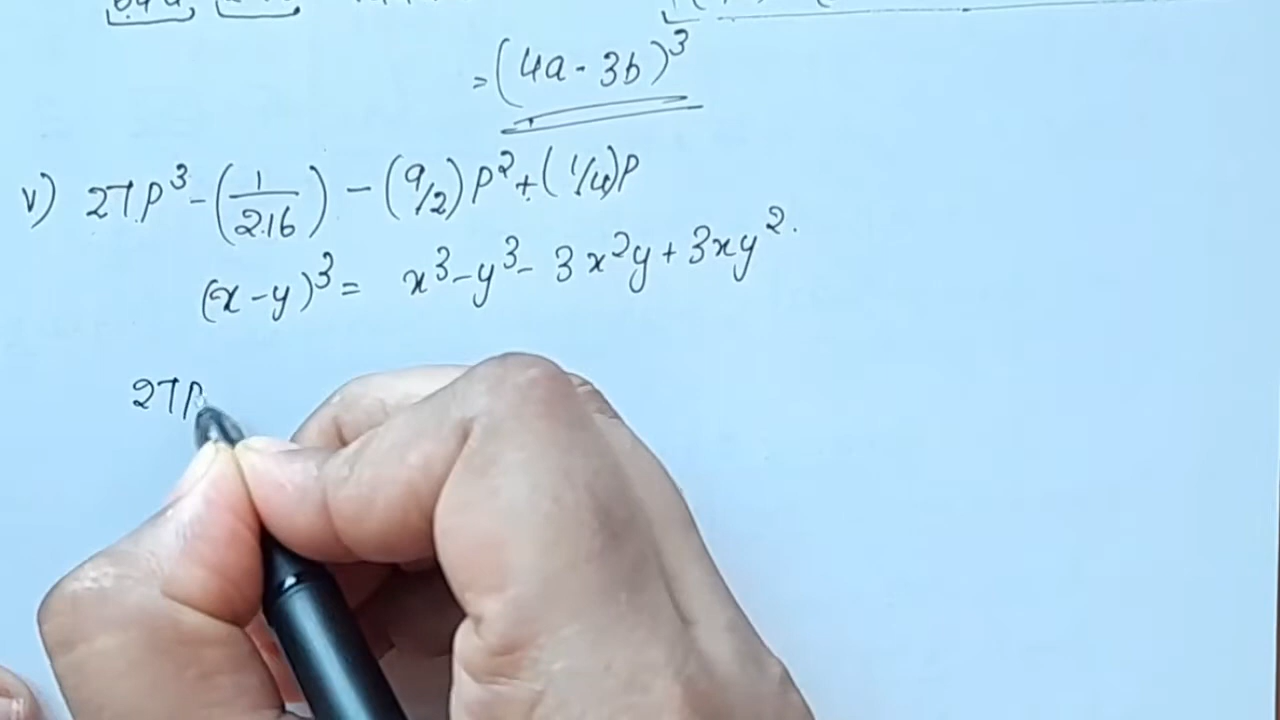 = (4a - 3b)³
v) 27p³ - (1/216) - (9/2)p² + (1/4)p
(x - y)³ = x³ - y³ - 3x²y + 3xy².
27p